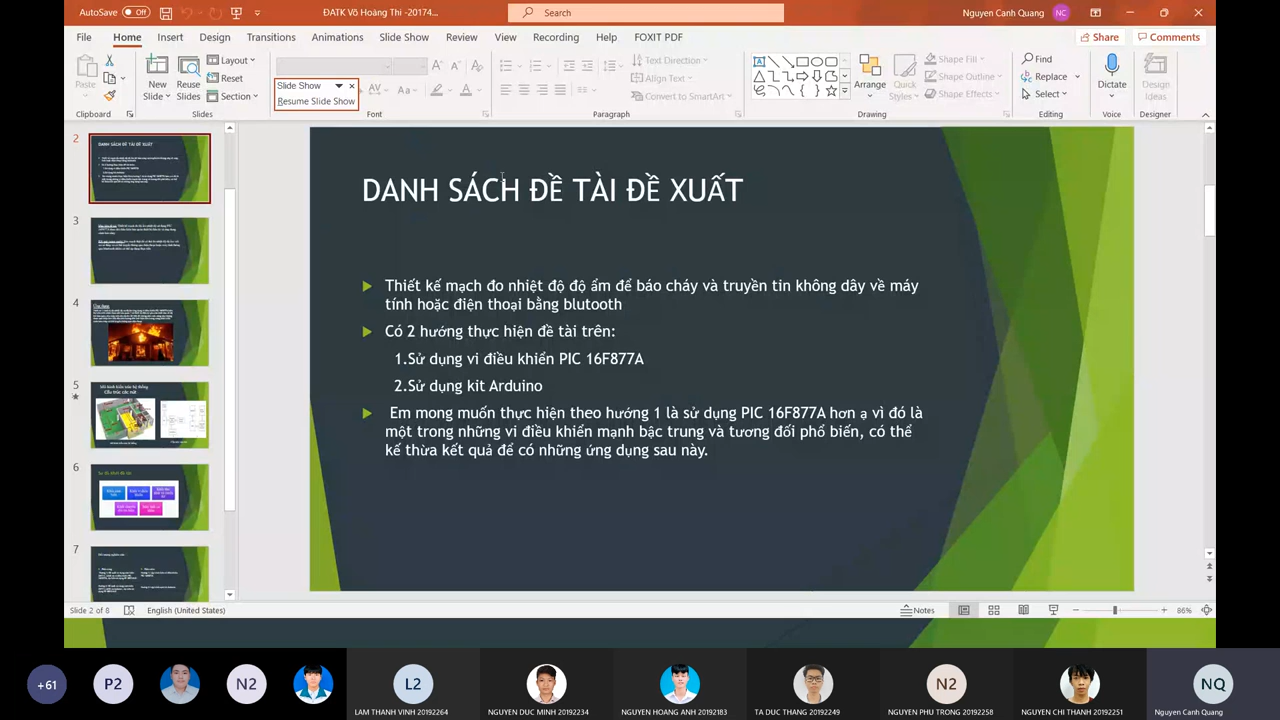 AutoSave Off
ĐATK Võ Hoàng Thi -20174...
Search
Nguyen Canh Quang NC
File Home Insert Design Transitions Animations Slide Show Review View Recording Help FOXIT PDF
Share Comments
Paste
New Slide
Reuse Slides
Layout
Reset
Section
Slide Show
Resume Slide Show
Text Direction
Align Text
Convert to SmartArt
Arrange
Quick Styles
Shape Fill
Shape Outline
Shape Effects
Find
Replace
Select
Dictate
Design Ideas
Clipboard Slides Font Paragraph Drawing Editing Voice Designer
2
3
4
5
6
7
DANH SÁCH ĐỀ TÀI ĐỀ XUẤT
Thiết kế mạch đo nhiệt độ độ ẩm để báo cháy và truyền tin không dây về máy
tính hoặc điện thoại bằng blutooth
Có 2 hướng thực hiện đề tài trên:
1.Sử dụng vi điều khiển PIC 16F877A
2.Sử dụng kit Arduino
Em mong muốn thực hiện theo hướng 1 là sử dụng PIC 16F877A hơn ạ vì đó là
một trong những vi điều khiển mạnh bậc trung và tương đối phổ biến, có thể
kế thừa kết quả để có những ứng dụng sau này.
Slide 2 of 8
English (United States)
Notes
86%
+61
P2
N2
L2
N2
NQ
LAM THANH VINH 20192264
NGUYEN DUC MINH 20192234
NGUYEN HOANG ANH 20192183
TA DUC THANG 20192249
NGUYEN PHU TRONG 20192258
NGUYEN CHI THANH 20192251
Nguyen Canh Quang